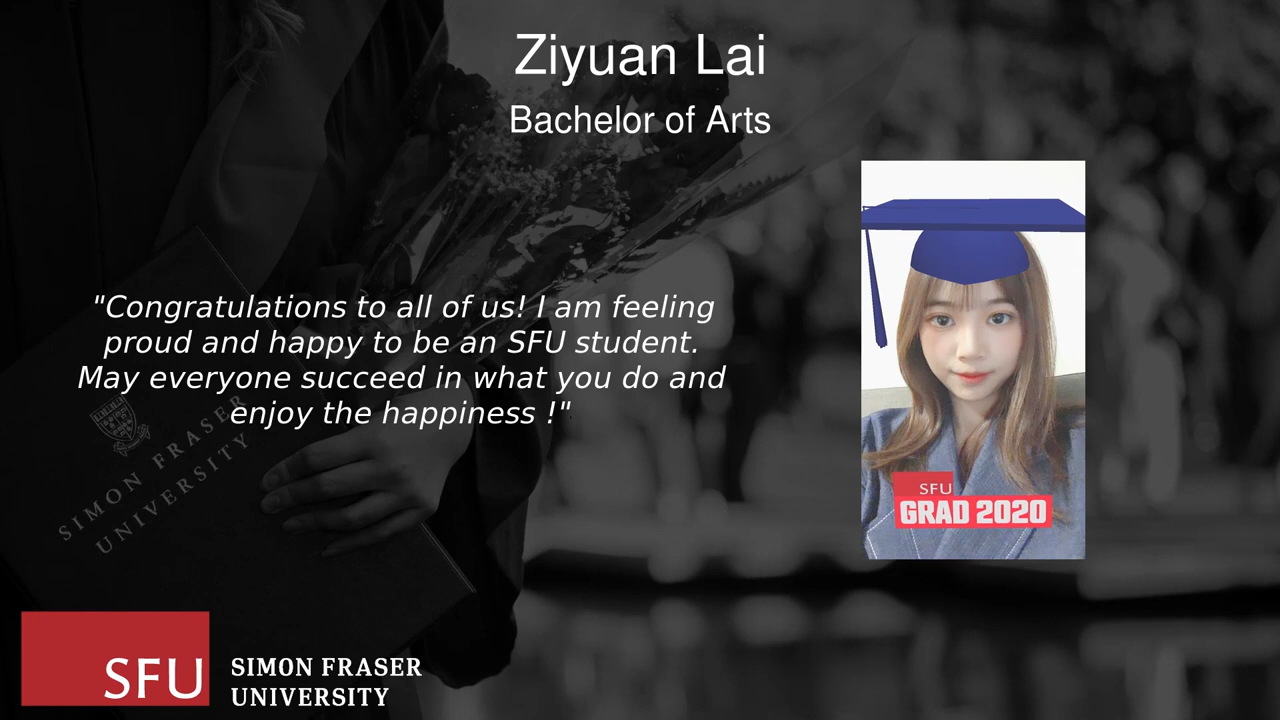 Ziyuan Lai
Bachelor of Arts
"Congratulations to all of us! I am feeling
proud and happy to be an SFU student.
May everyone succeed in what you do and
enjoy the happiness !"
SIMON FRASER
UNIVERSITY
SFU
GRAD 2020
SFU
SIMON FRASER
UNIVERSITY